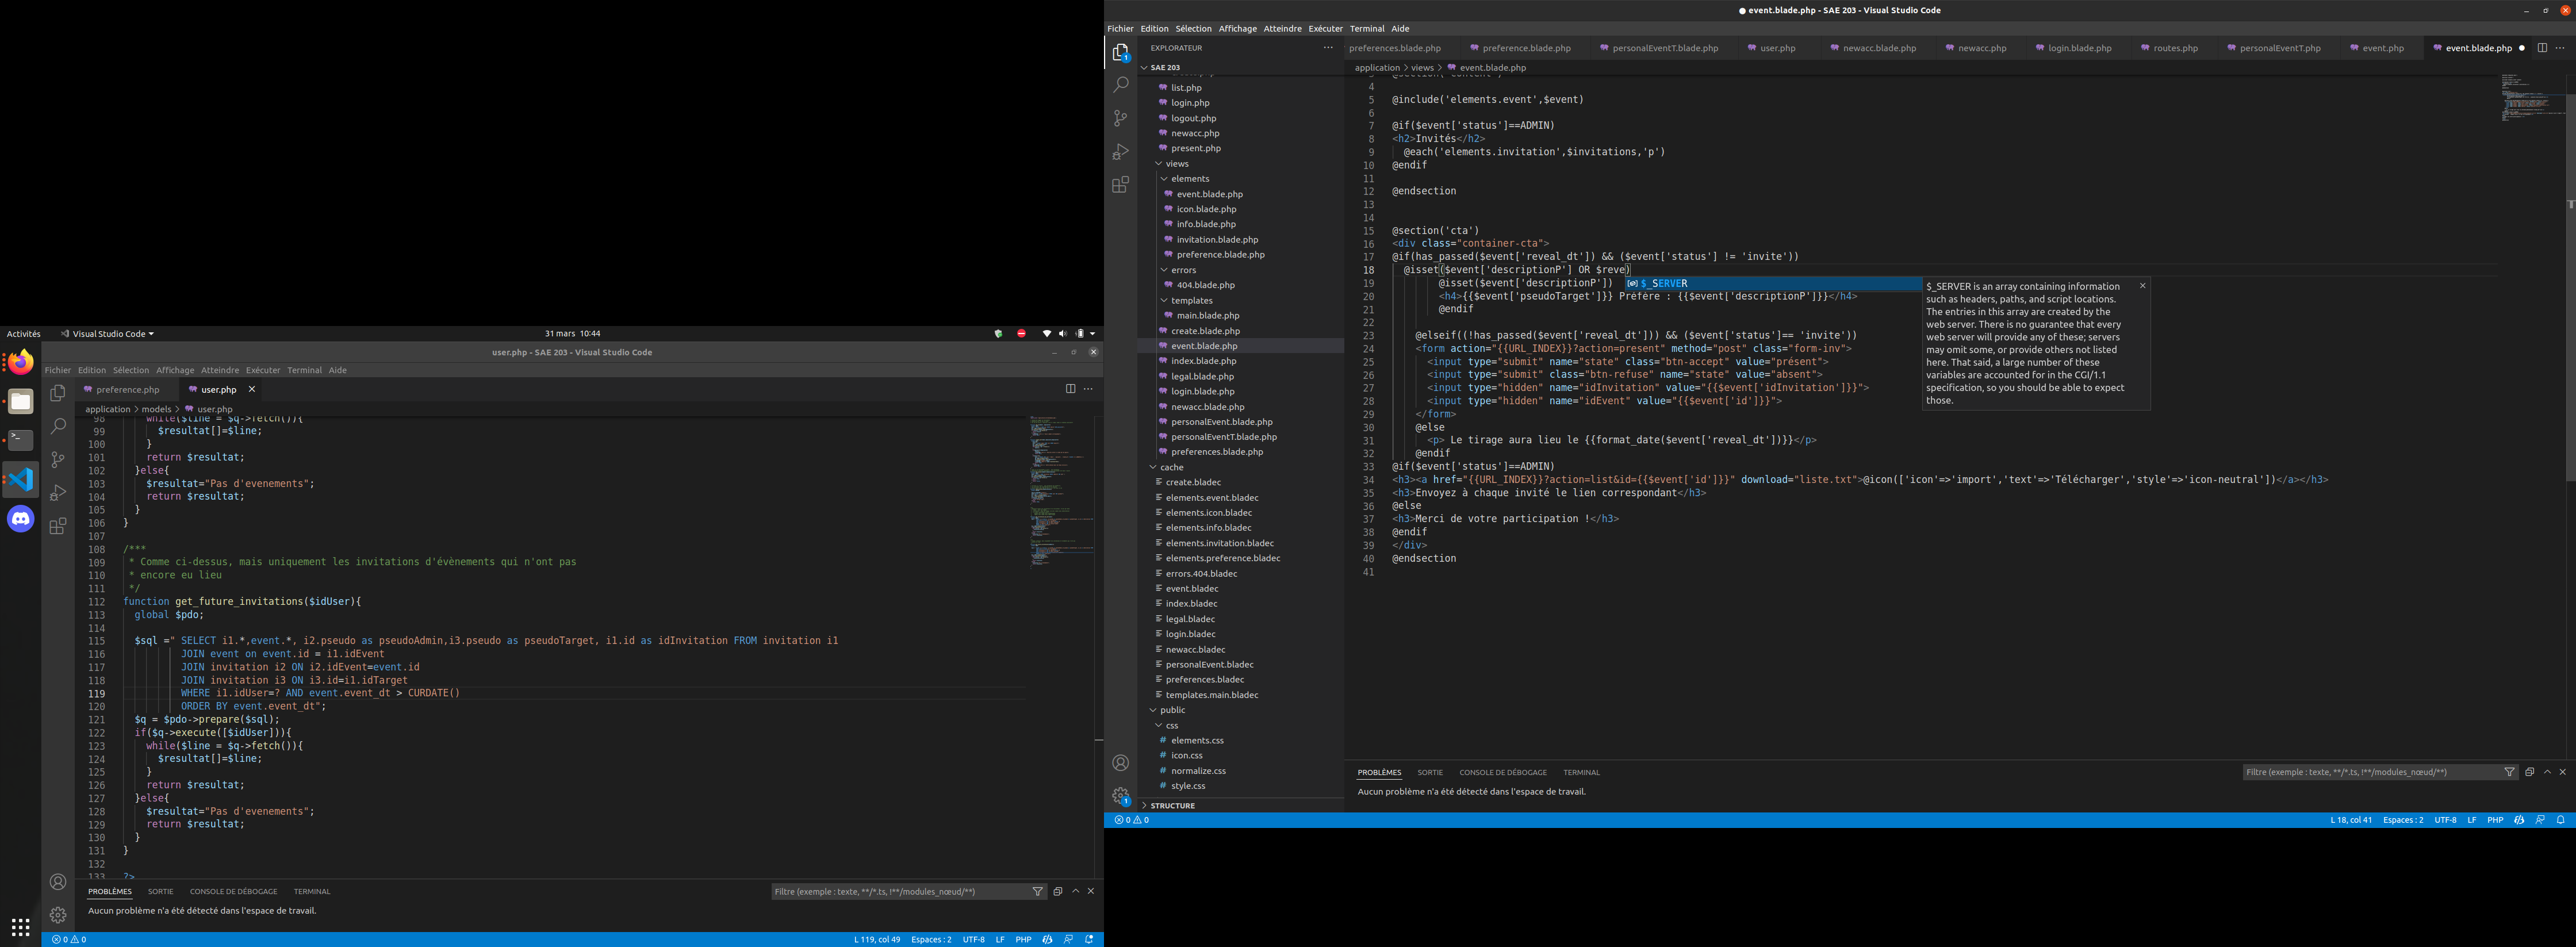 Activités
Visual Studio Code
31 mars 10:44
user.php - SAE 203 - Visual Studio Code
Fichier Edition Sélection Affichage Atteindre Exécuter Terminal Aide
preference.php
user.php
application > models > user.php
98 while($line = $q->fetch()){
99 $resultat[]=$line;
100 }
101 return $resultat;
102 }else{
103 $resultat="Pas d'evenements";
104 return $resultat;
105 }
106 }
107
108 /***
109 * Comme ci-dessus, mais uniquement les invitations d'évènements qui n'ont pas
110 * encore eu lieu
111 */
112 function get_future_invitations($idUser){
113 global $pdo;
114
115 $sql =" SELECT i1.*,event.*, i2.pseudo as pseudoAdmin,i3.pseudo as pseudoTarget, i1.id as idInvitation FROM invitation i1
116 JOIN event on event.id = i1.idEvent
117 JOIN invitation i2 ON i2.idEvent=event.id
118 JOIN invitation i3 ON i3.id=i1.idTarget
119 WHERE i1.idUser=? AND event.event_dt > CURDATE()
120 ORDER BY event.event_dt";
121 $q = $pdo->prepare($sql);
122 if($q->execute([$idUser])){
123 while($line = $q->fetch()){
124 $resultat[]=$line;
125 }
126 return $resultat;
127 }else{
128 $resultat="Pas d'evenements";
129 return $resultat;
130 }
131 }
132
133 ?>
PROBLÈMES SORTIE CONSOLE DE DÉBOGAGE TERMINAL
Filtre (exemple : texte, **/*.ts, !**/modules_nœud/**)
Aucun problème n'a été détecté dans l'espace de travail.
0 0
L 119, col 49 Espaces : 2 UTF-8 LF PHP
● event.blade.php - SAE 203 - Visual Studio Code
Fichier Edition Sélection Affichage Atteindre Exécuter Terminal Aide
1
1
EXPLORATEUR
SAE 203
list.php
login.php
logout.php
newacc.php
present.php
views
elements
event.blade.php
icon.blade.php
info.blade.php
invitation.blade.php
preference.blade.php
errors
404.blade.php
templates
main.blade.php
create.blade.php
event.blade.php
index.blade.php
legal.blade.php
login.blade.php
newacc.blade.php
personalEvent.blade.php
personalEventT.blade.php
preferences.blade.php
cache
create.bladec
elements.event.bladec
elements.icon.bladec
elements.info.bladec
elements.invitation.bladec
elements.preference.bladec
errors.404.bladec
event.bladec
index.bladec
legal.bladec
login.bladec
newacc.bladec
personalEvent.bladec
preferences.bladec
templates.main.bladec
public
css
# elements.css
# icon.css
# normalize.css
# style.css
STRUCTURE
preferences.blade.php preference.blade.php personalEventT.blade.php user.php newacc.blade.php newacc.php login.blade.php routes.php personalEventT.php event.php event.blade.php
application > views > event.blade.php
4
5 @include('elements.event',$event)
6
7 @if($event['status']==ADMIN)
8 <h2>Invités</h2>
9 @each('elements.invitation',$invitations,'p')
10 @endif
11
12 @endsection
13
14
15 @section('cta')
16 <div class="container-cta">
17 @if(has_passed($event['reveal_dt']) && ($event['status'] != 'invite'))
18 @isset($event['descriptionP'] OR $reve)
19 @isset($event['descriptionP'])
20 <h4>{{$event['pseudoTarget']}} Préfère : {{$event['descriptionP']}}</h4>
21 @endif
22
23 @elseif((!has_passed($event['reveal_dt'])) && ($event['status']== 'invite'))
24 <form action="{{URL_INDEX}}?action=present" method="post" class="form-inv">
25 <input type="submit" name="state" class="btn-accept" value="présent">
26 <input type="submit" class="btn-refuse" name="state" value="absent">
27 <input type="hidden" name="idInvitation" value="{{$event['idInvitation']}}">
28 <input type="hidden" name="idEvent" value="{{$event['id']}}">
29 </form>
30 @else
31 <p> Le tirage aura lieu le {{format_date($event['reveal_dt'])}}</p>
32 @endif
33 @if($event['status']==ADMIN)
34 <h3><a href="{{URL_INDEX}}?action=list&id={{$event['id']}}" download="liste.txt">@icon(['icon'=>'import','text'=>'Télécharger','style'=>'icon-neutral'])</a></h3>
35 <h3>Envoyez à chaque invité le lien correspondant</h3>
36 @else
37 <h3>Merci de votre participation !</h3>
38 @endif
39 </div>
40 @endsection
41
$_SERVER
$_SERVER is an array containing information
such as headers, paths, and script locations.
The entries in this array are created by the
web server. There is no guarantee that every
web server will provide any of these; servers
may omit some, or provide others not listed
here. That said, a large number of these
variables are accounted for in the CGI/1.1
specification, so you should be able to expect
those.
PROBLÈMES SORTIE CONSOLE DE DÉBOGAGE TERMINAL
Filtre (exemple : texte, **/*.ts, !**/modules_nœud/**)
Aucun problème n'a été détecté dans l'espace de travail.
0 0
L 18, col 41 Espaces : 2 UTF-8 LF PHP